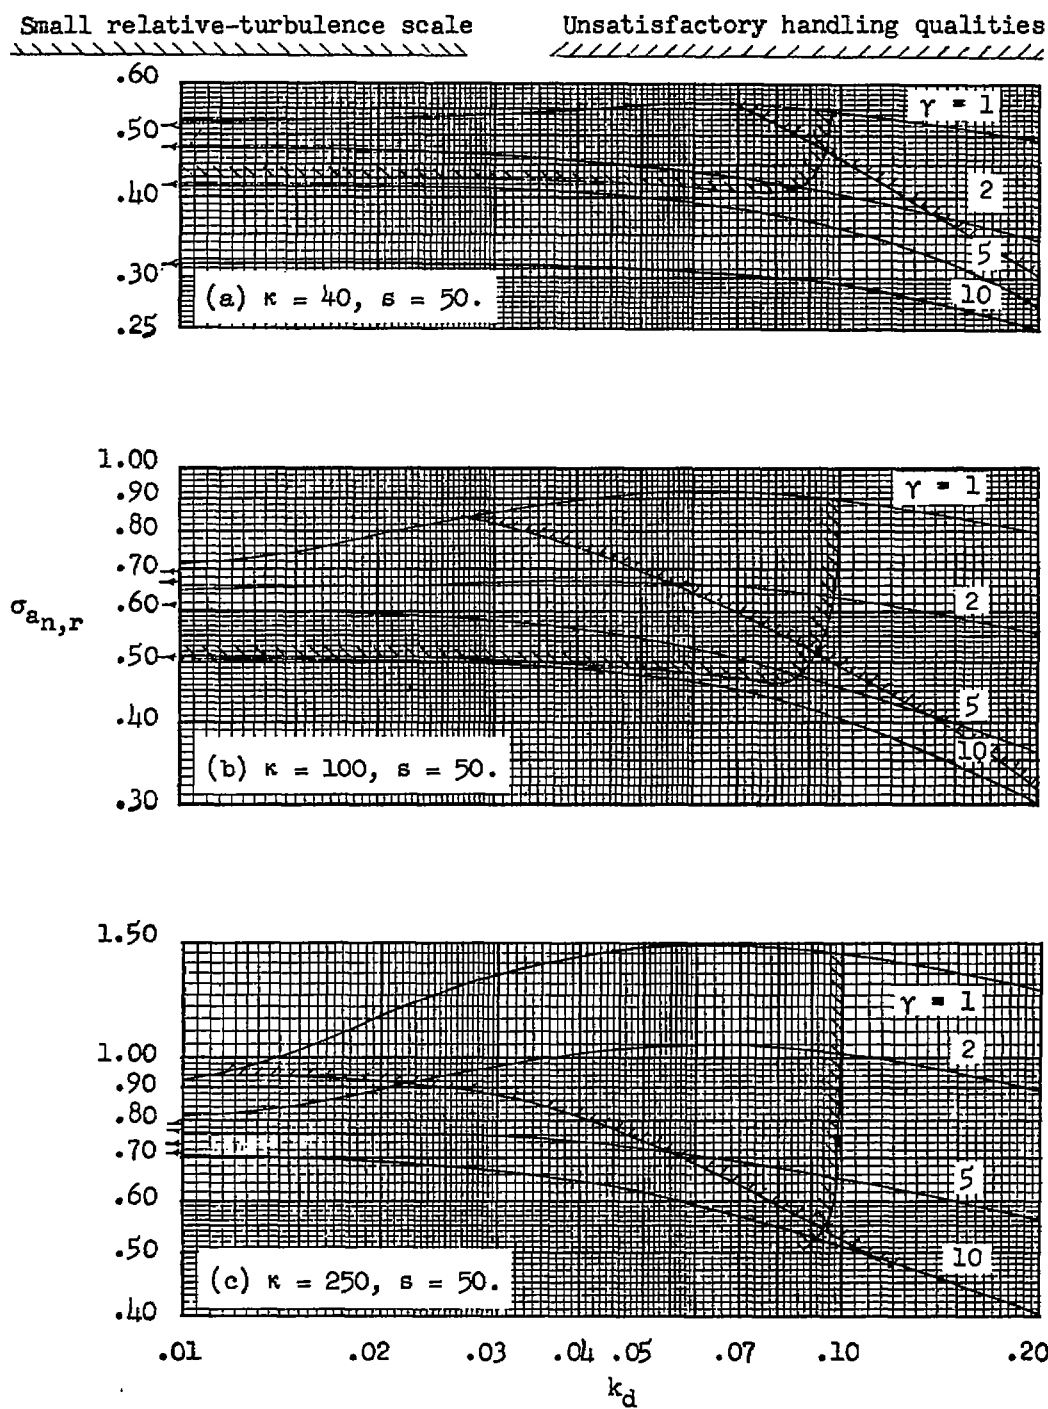 Small relative-turbulence scale
Unsatisfactory handling qualities
.60
.50
.40
.30
.25
γ = 1
2
5
10
(a) κ = 40, s = 50.
1.00
.90
.80
.70
.60
.50
.40
.30
σan,r
γ = 1
2
5
10
(b) κ = 100, s = 50.
1.50
1.00
.90
.80
.70
.60
.50
.40
γ = 1
2
5
10
(c) κ = 250, s = 50.
.01 .02 .03 .04 .05 .07 .10 .20
kd